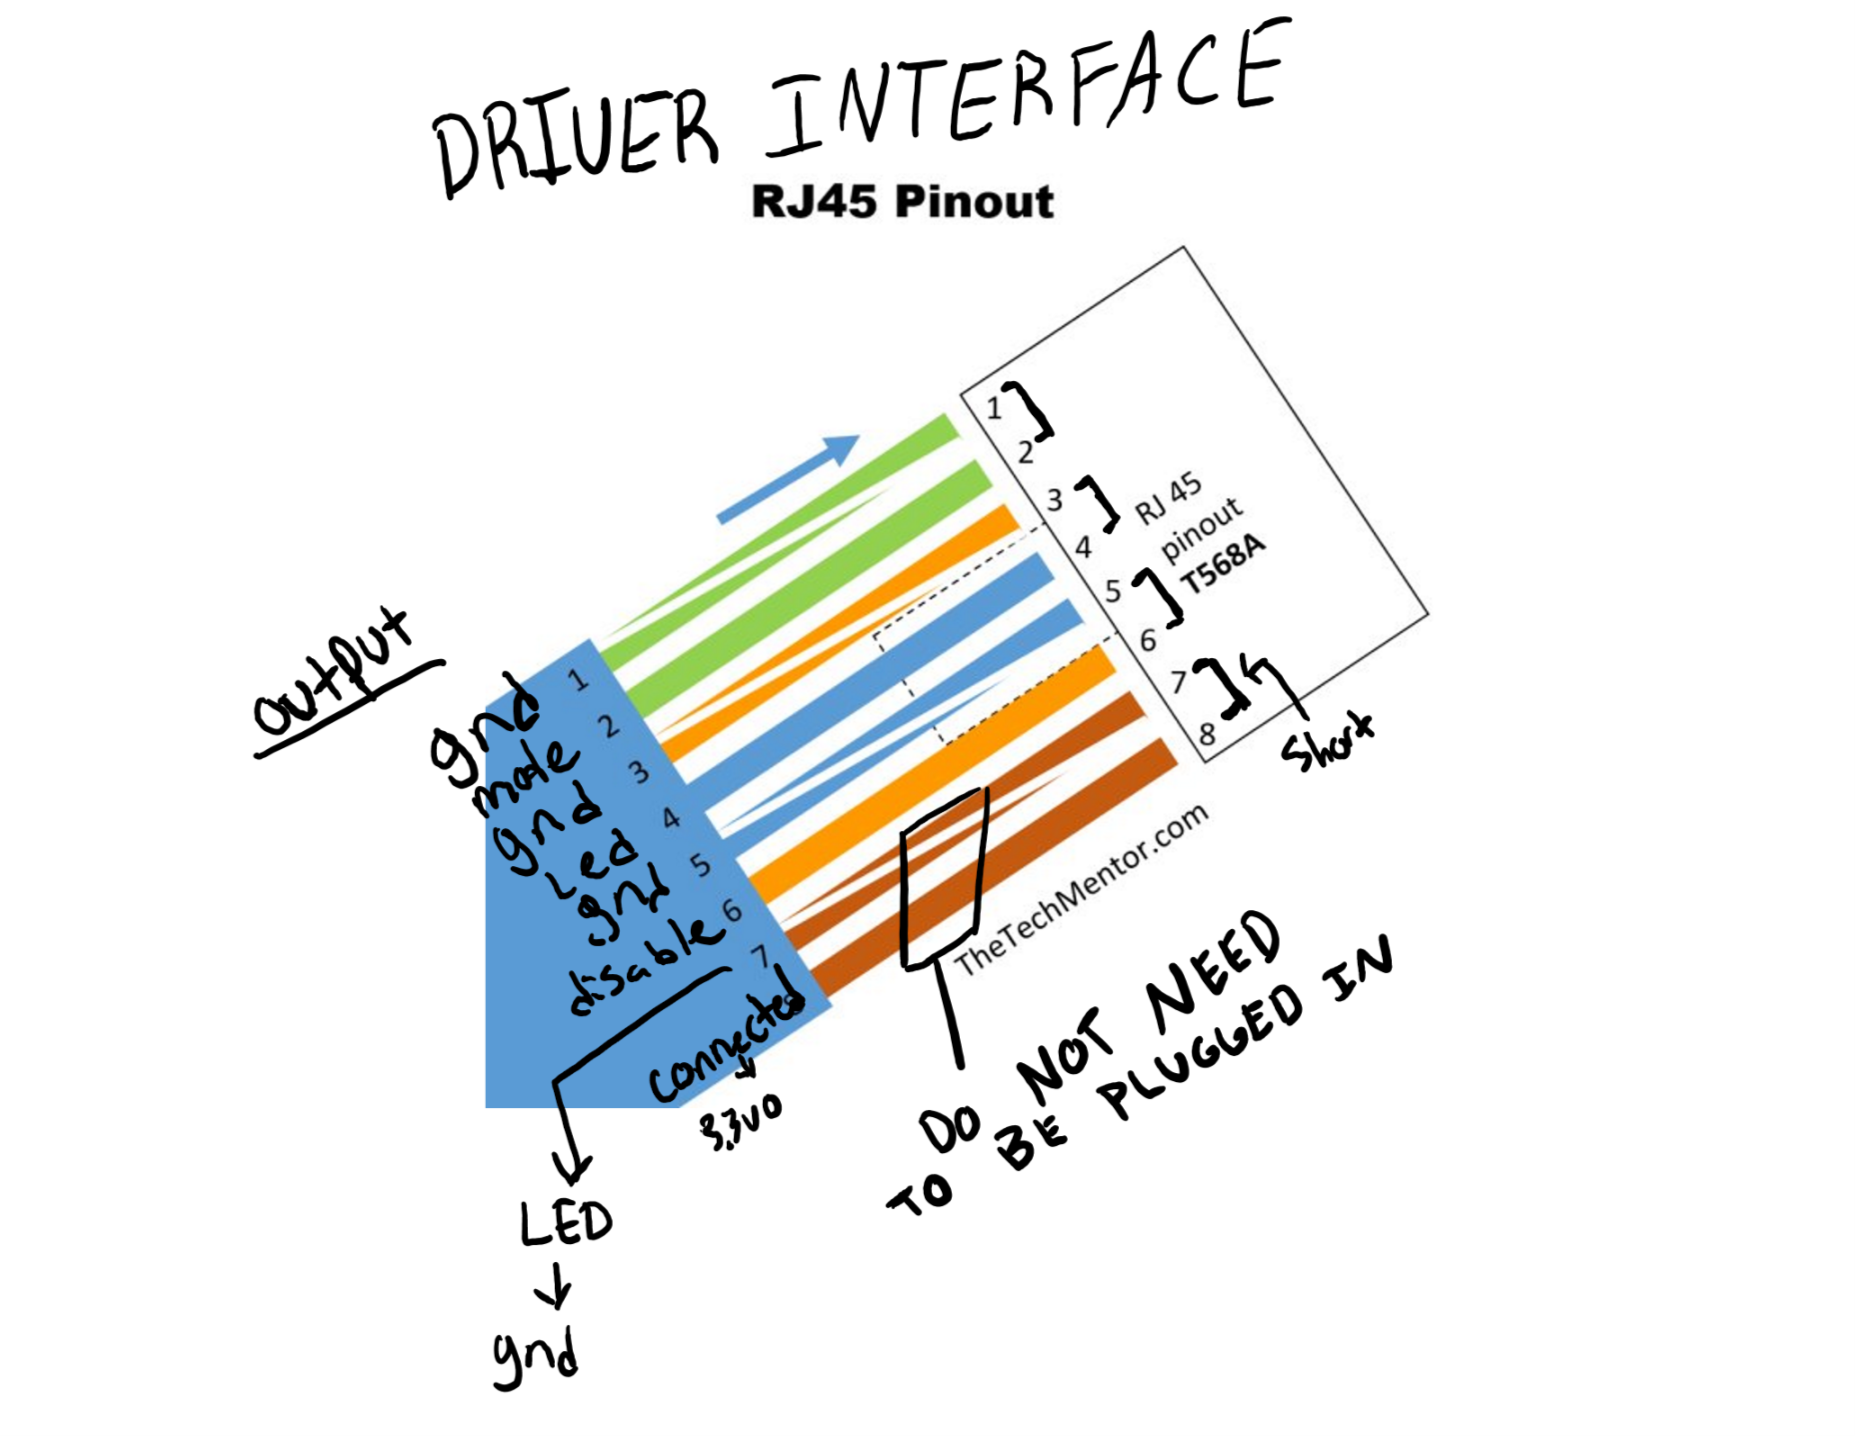 DRIVER INTERFACE
RJ45 Pinout
1
2
3
4
5
6
7
8
RJ 45
pinout
T568A
Short
output
1
2
3
4
5
6
7
gnd
mode
gnd
Led
gnd
disable
connected
3.3v
LED
gnd
TheTechMentor.com
DO NOT NEED
TO BE PLUGGED IN